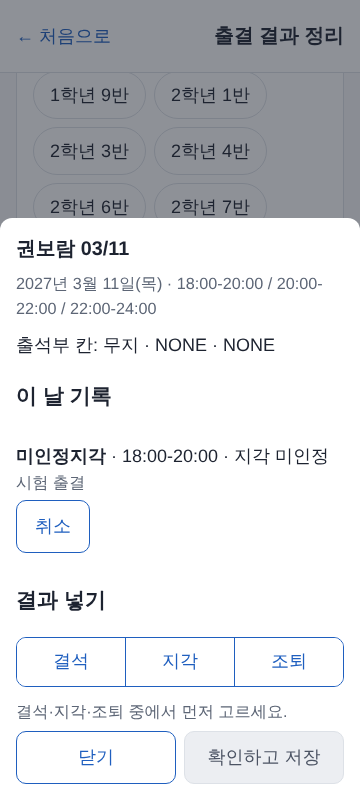 ← 처음으로
출결 결과 정리
1학년 9반
2학년 1반
2학년 3반
2학년 4반
2학년 6반
2학년 7반
권보람 03/11
2027년 3월 11일(목) · 18:00-20:00 / 20:00-
22:00 / 22:00-24:00
출석부 칸: 무지 · NONE · NONE
이 날 기록
미인정지각 · 18:00-20:00 · 지각 미인정
시험 출결
취소
결과 넣기
결석
지각
조퇴
결석·지각·조퇴 중에서 먼저 고르세요.
닫기
확인하고 저장